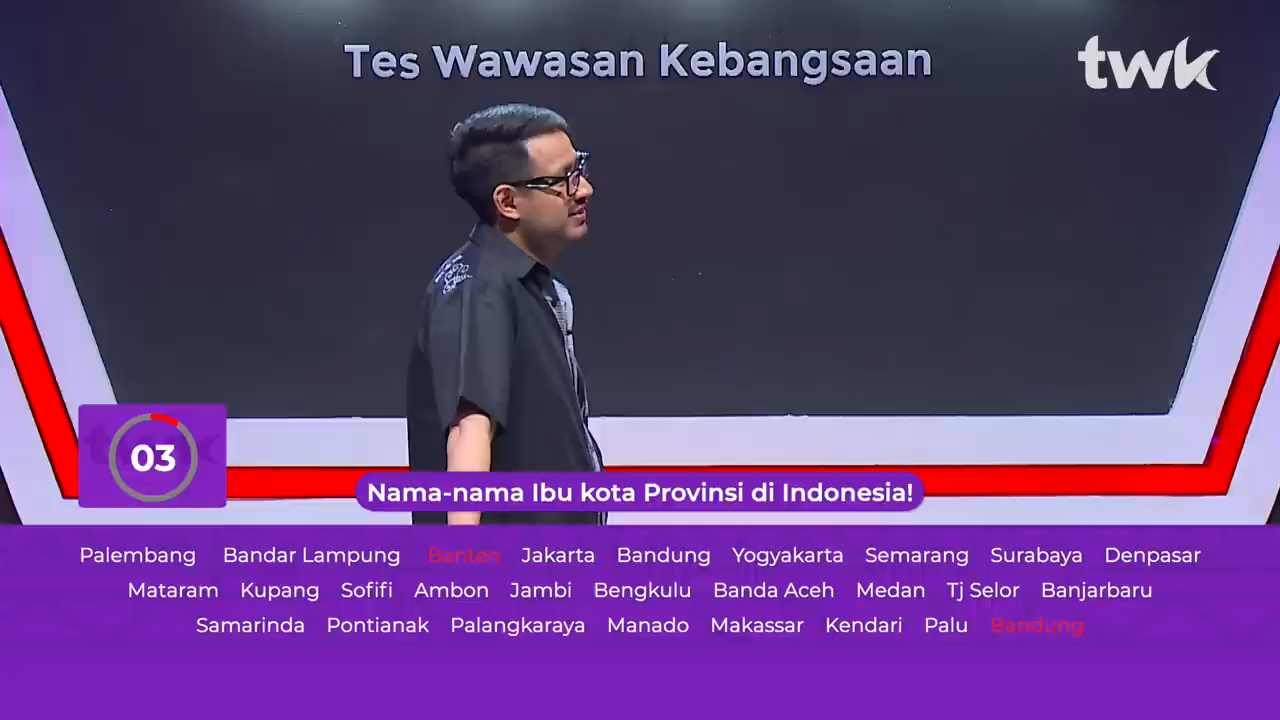 Tes Wawasan Kebangsaan
twk
03
Nama-nama Ibu kota Provinsi di Indonesia!
Palembang Bandar Lampung Banten Jakarta Bandung Yogyakarta Semarang Surabaya Denpasar
Mataram Kupang Sofifi Ambon Jambi Bengkulu Banda Aceh Medan Tj Selor Banjarbaru
Samarinda Pontianak Palangkaraya Manado Makassar Kendari Palu Bandung